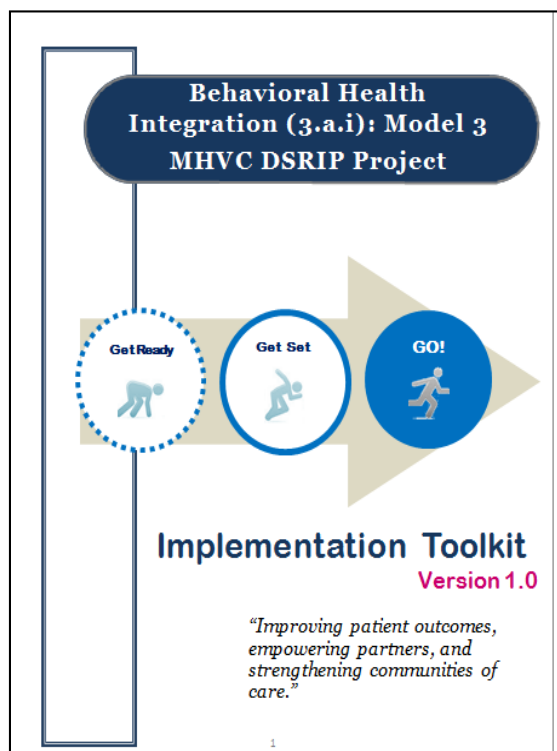 Behavioral Health
Integration (3.a.i): Model 3
MHVC DSRIP Project
Get Ready
Get Set
GO!
Implementation Toolkit
Version 1.0
“Improving patient outcomes,
empowering partners, and
strengthening communities of
care.”
1